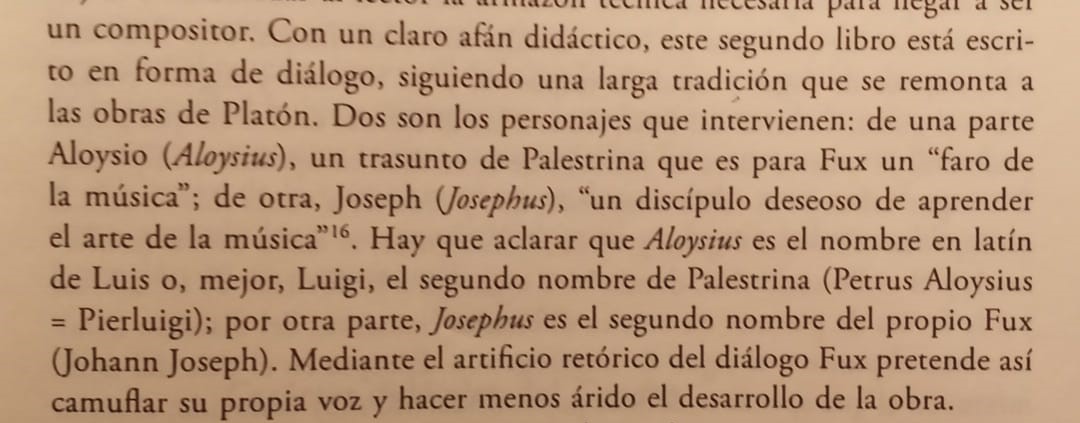 la armazón técnica necesaria para llegar a ser
un compositor. Con un claro afán didáctico, este segundo libro está escri-
to en forma de diálogo, siguiendo una larga tradición que se remonta a
las obras de Platón. Dos son los personajes que intervienen: de una parte
Aloysio (Aloysius), un trasunto de Palestrina que es para Fux un “faro de
la música”; de otra, Joseph (Josephus), “un discípulo deseoso de aprender
el arte de la música”16. Hay que aclarar que Aloysius es el nombre en latín
de Luis o, mejor, Luigi, el segundo nombre de Palestrina (Petrus Aloysius
= Pierluigi); por otra parte, Josephus es el segundo nombre del propio Fux
(Johann Joseph). Mediante el artificio retórico del diálogo Fux pretende así
camuflar su propia voz y hacer menos árido el desarrollo de la obra.